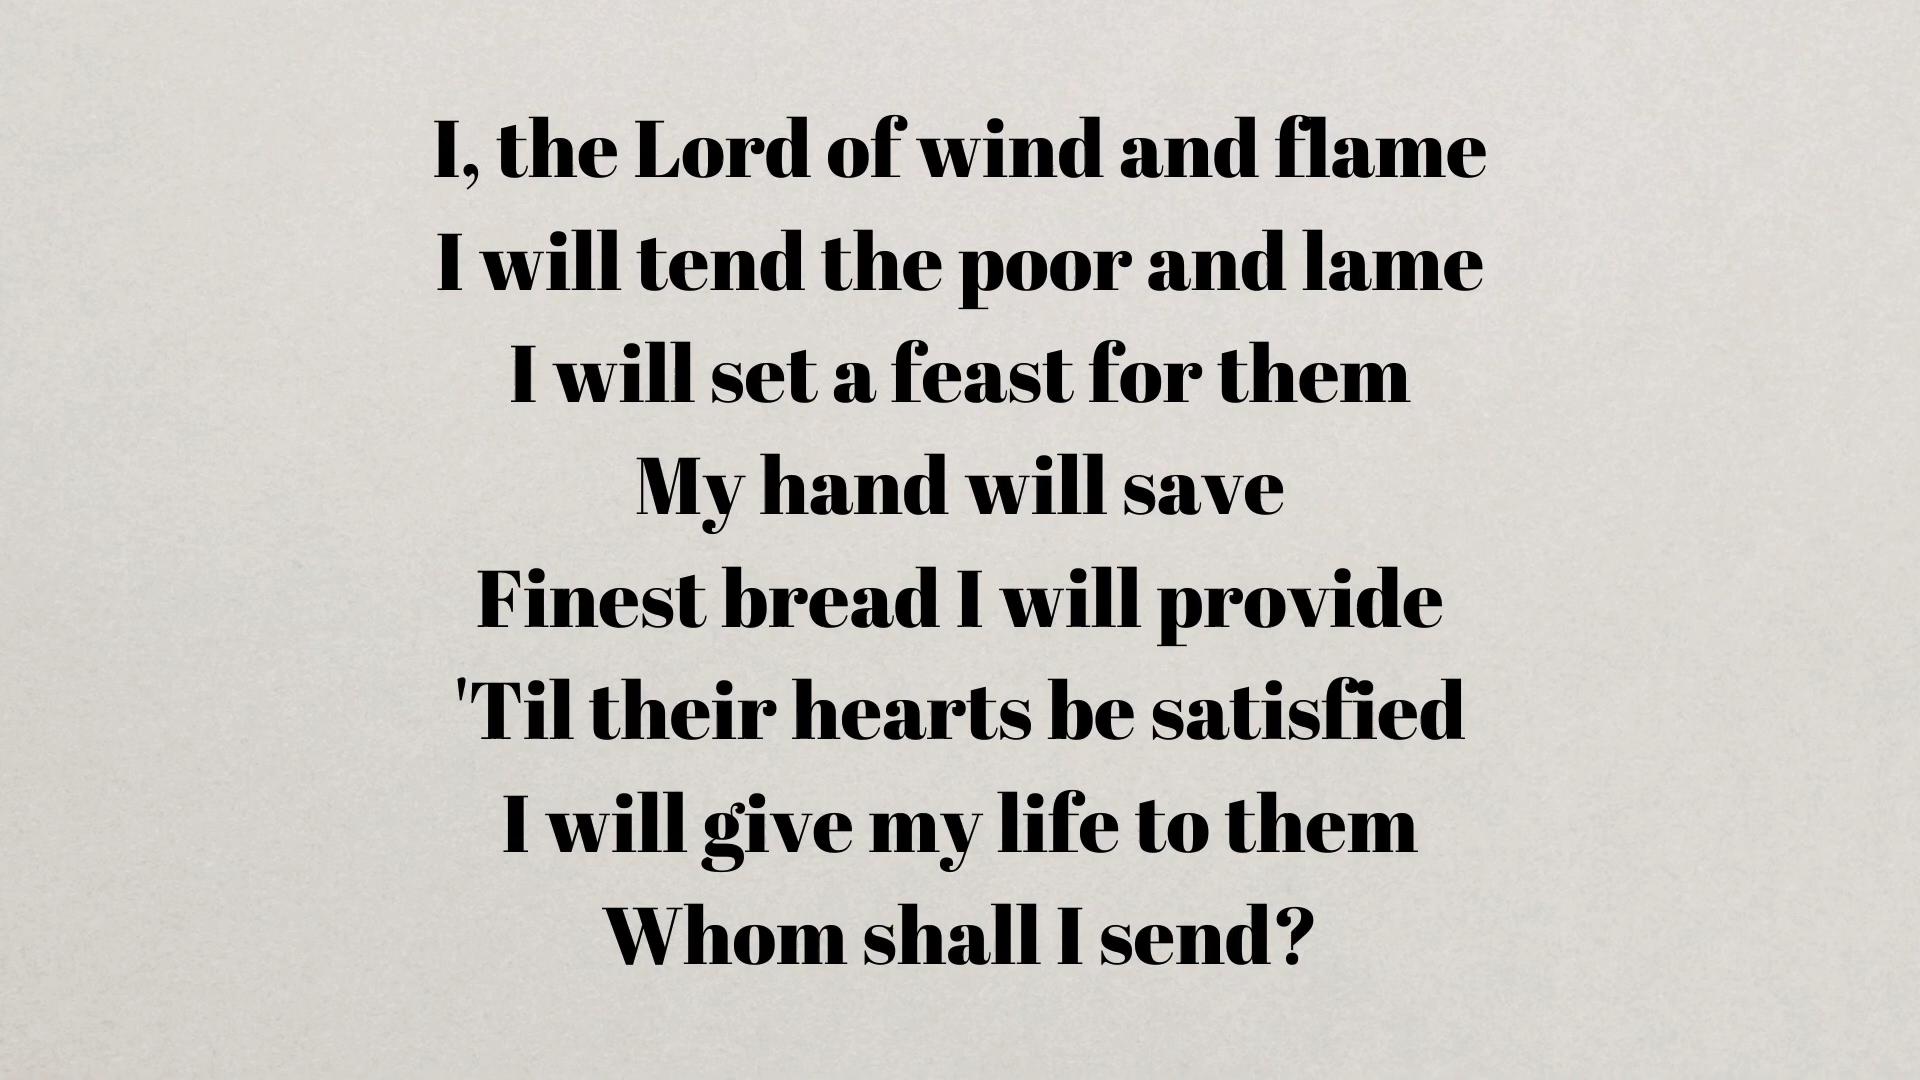 I, the Lord of wind and flame
I will tend the poor and lame
I will set a feast for them
My hand will save
Finest bread I will provide
'Til their hearts be satisfied
I will give my life to them
Whom shall I send?